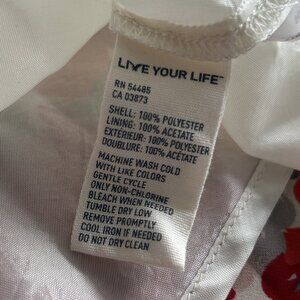 LIVE YOUR LIFE™
RN 54485
CA 03873
SHELL: 100% POLYESTER
LINING: 100% ACETATE
EXTÉRIEUR: 100% POLYESTER
DOUBLURE: 100% ACÉTATE
MACHINE WASH COLD
WITH LIKE COLORS
GENTLE CYCLE
ONLY NON-CHLORINE
BLEACH WHEN NEEDED
TUMBLE DRY LOW
REMOVE PROMPTLY
COOL IRON IF NEEDED
DO NOT DRY CLEAN